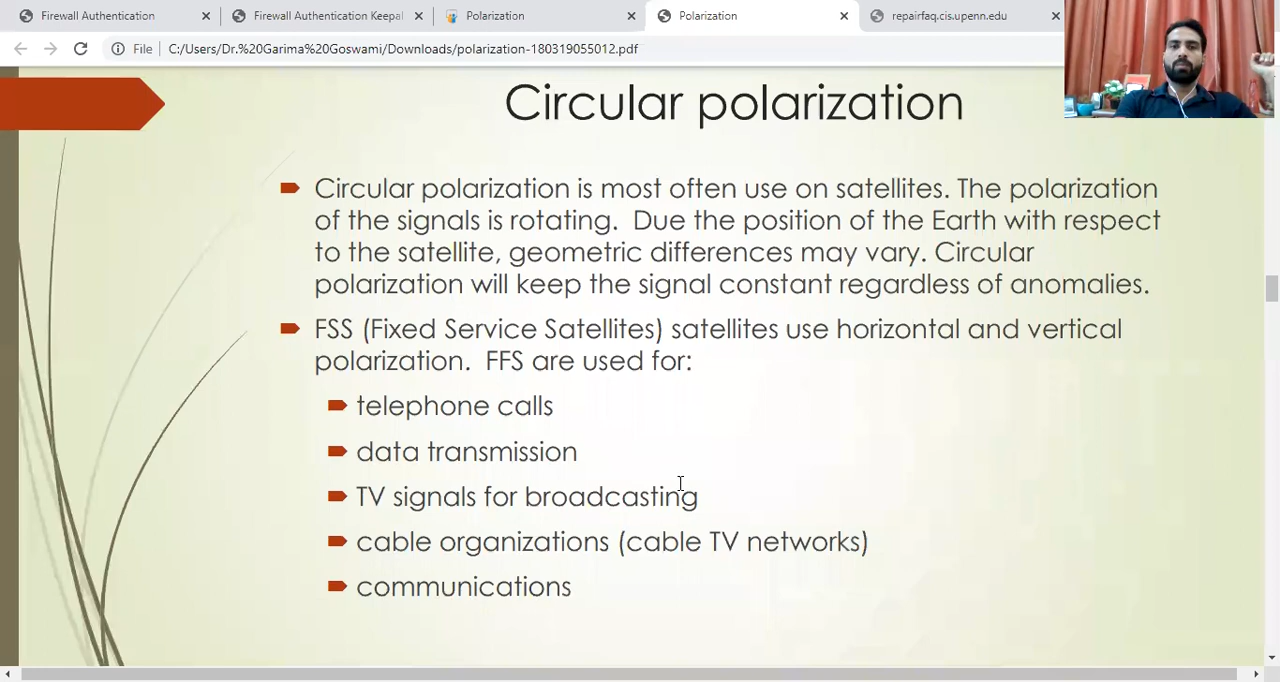 Firewall Authentication
Firewall Authentication Keepal
Polarization
Polarization
repairfaq.cis.upenn.edu
File
C:/Users/Dr.%20Garima%20Goswami/Downloads/polarization-180319055012.pdf
Circular polarization
Circular polarization is most often use on satellites. The polarization
of the signals is rotating. Due the position of the Earth with respect
to the satellite, geometric differences may vary. Circular
polarization will keep the signal constant regardless of anomalies.
FSS (Fixed Service Satellites) satellites use horizontal and vertical
polarization. FFS are used for:
telephone calls
data transmission
TV signals for broadcasting
cable organizations (cable TV networks)
communications